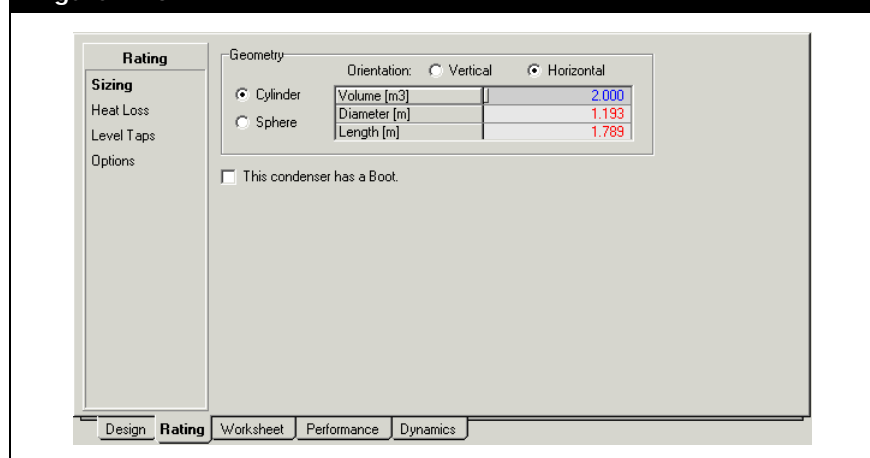 Rating
Sizing
Heat Loss
Level Taps
Options
Geometry
Orientation: Vertical Horizontal
Cylinder
Sphere
Volume [m3] 2.000
Diameter [m] 1.193
Length [m] 1.789
This condenser has a Boot.
Design Rating Worksheet Performance Dynamics